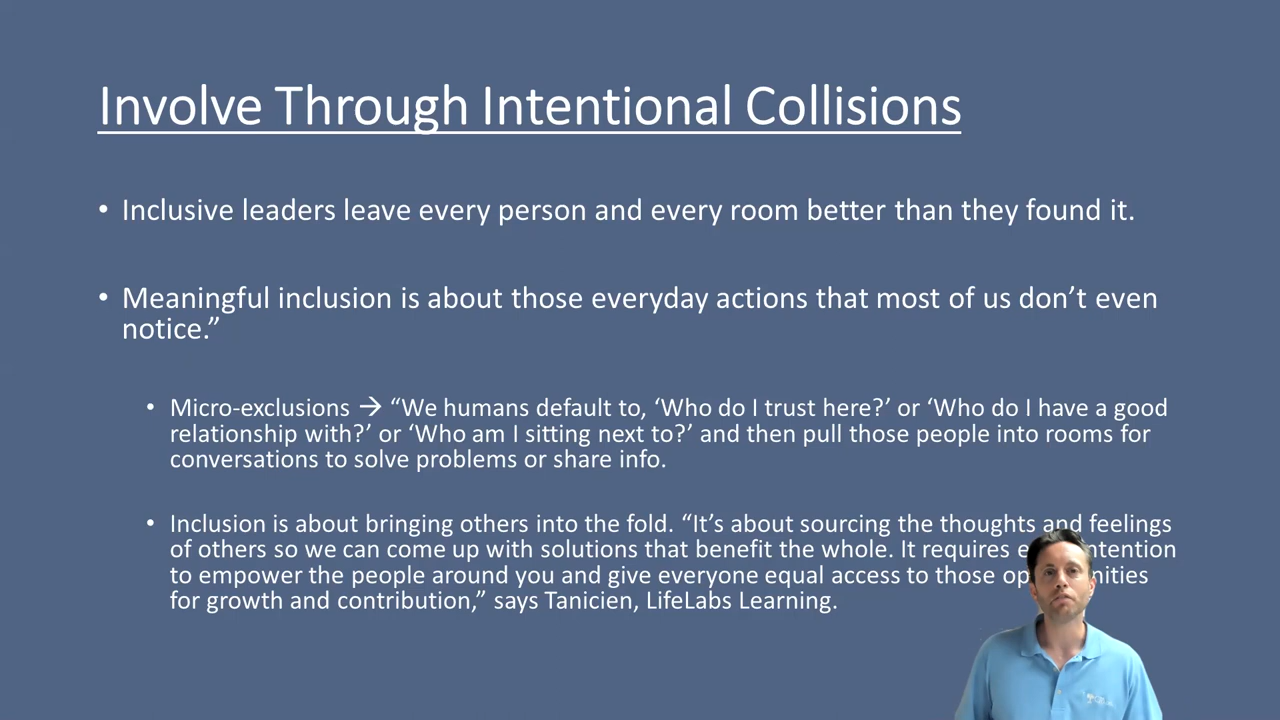 Involve Through Intentional Collisions
• Inclusive leaders leave every person and every room better than they found it.
• Meaningful inclusion is about those everyday actions that most of us don’t even
notice.”
• Micro-exclusions → “We humans default to, ‘Who do I trust here?’ or ‘Who do I have a good
relationship with?’ or ‘Who am I sitting next to?’ and then pull those people into rooms for
conversations to solve problems or share info.
• Inclusion is about bringing others into the fold. “It’s about sourcing the thoughts and feelings
of others so we can come up with solutions that benefit the whole. It requires
to empower the people around you and give everyone equal access to those
for growth and contribution,” says Tanicien, LifeLabs Learning.